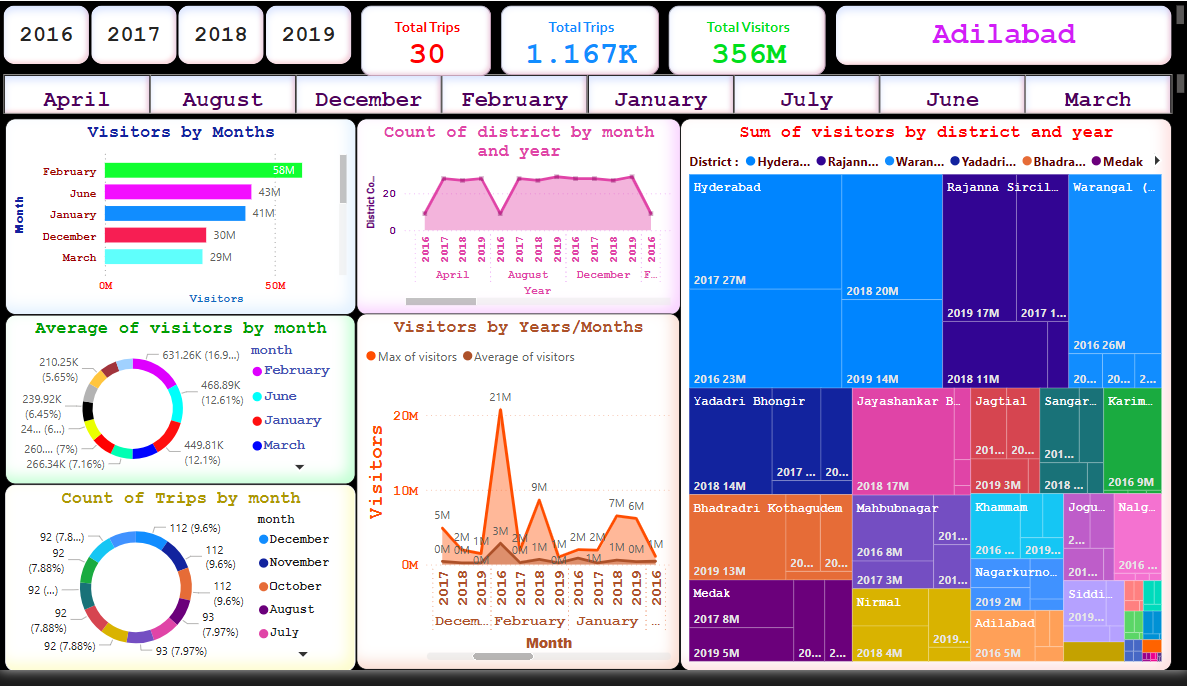 2016 2017 2018 2019
Total Trips
30
Total Trips
1.167K
Total Visitors
356M
Adilabad
April August December February January July June March
Visitors by Months
Month
February 58M
June 43M
January 41M
December 30M
March 29M
0M 50M
Visitors
Count of district by month
and year
District Co...
20
0
2016 2017 2018 2019 2016 2017 2018 2019 2016 2017 2018 2019 2016
April August December F...
Year
Sum of visitors by district and year
District : Hydera... Rajann... Waran... Yadadri... Bhadra... Medak
Hyderabad
2017 27M
2018 20M
2016 23M
2019 14M
Rajanna Sircil...
2019 17M
2017 1...
2018 11M
Warangal (...
2016 26M
20... 20... 2...
Yadadri Bhongir
2018 14M
2017 ...
20...
Jayashankar B...
2018 17M
Jagtial
201... 20...
2019 3M
Sangar...
201...
2018 ...
Karim...
2016 9M
Bhadradri Kothagudem
2019 13M
20... 20...
Mahbubnagar
2016 8M
201...
2017 3M
201...
Khammam
2016 ...
2019...
Jogu...
2...
201...
Nalg...
2016 ...
Nagarkurno...
2019 2M
Medak
2017 8M
2019 5M
20... 2...
Nirmal
2018 4M
2019...
Adilabad
2016 5M
Siddi...
2019...
Average of visitors by month
631.26K (16.9...)
468.89K
(12.61%)
449.81K
(12.1%)
266.34K (7.16%)
260.... (7%)
24... (6...)
239.92K
(6.45%)
210.25K
(5.65%)
month
February
June
January
March
Visitors by Years/Months
Max of visitors Average of visitors
Visitors
20M
10M
0M
21M
5M 2M 1M 2M 9M 1M 2M 2M 7M 6M 1M
0M 0M 0M 3M 0M 1M 0M 1M 1M 0M
2017 2018 2019 2016 2017 2018 2019 2016 2017 2018 2019 2016
Decem... February January ...
Month
Count of Trips by month
112 (9.6%)
112
(9.6%)
112
(9.6%)
93
(7.97%)
93 (7.97%)
92 (7.88%)
92
(7.88%)
92 (...)
92
(7.88%)
92 (7.8...)
month
December
November
October
August
July